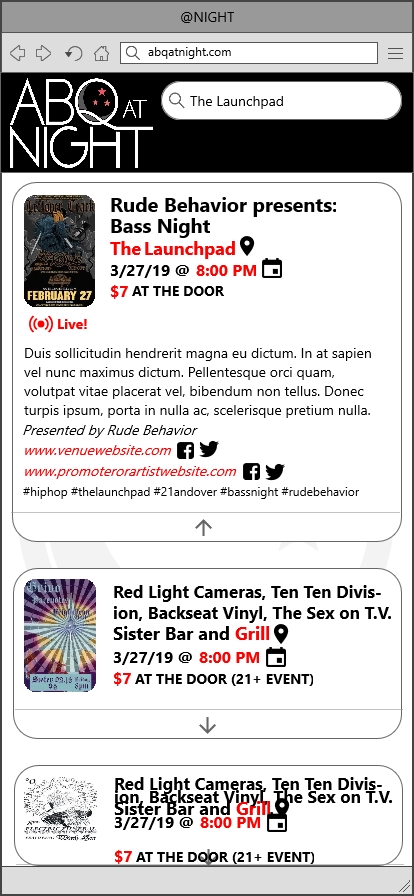 @NIGHT
abqatnight.com
ABQ AT
NIGHT
The Launchpad
Rude Behavior presents:
Bass Night
The Launchpad
3/27/19 @ 8:00 PM
$7 AT THE DOOR
FEBRUARY 27
Live!
Duis sollicitudin hendrerit magna eu dictum. In at sapien
vel nunc maximus dictum. Pellentesque orci quam,
volutpat vitae placerat vel, bibendum non tellus. Donec
turpis ipsum, porta in nulla ac, scelerisque pretium nulla.
Presented by Rude Behavior
www.venuewebsite.com
www.promoterorartistwebsite.com
#hiphop #thelaunchpad #21andover #bassnight #rudebehavior
Red Light Cameras, Ten Ten Divis-
ion, Backseat Vinyl, The Sex on T.V.
Sister Bar and Grill
3/27/19 @ 8:00 PM
$7 AT THE DOOR (21+ EVENT)
Red Light Cameras, Ten Ten Divis-
ion, Backseat Vinyl, The Sex on T.V.
Sister Bar and Grill
3/27/19 @ 8:00 PM
$7 AT THE DOOR (21+ EVENT)